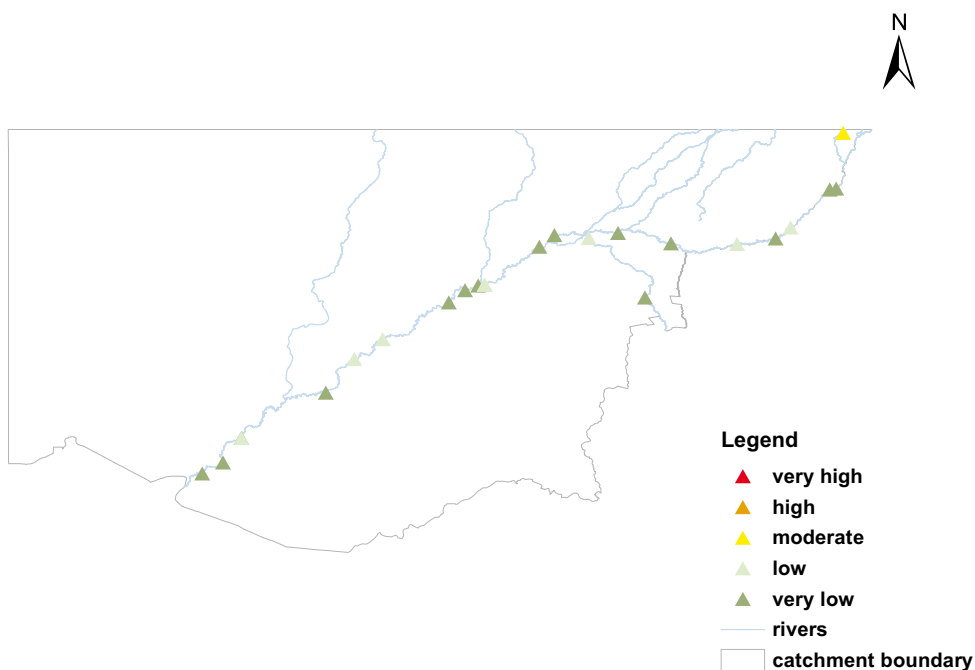 N
Legend
very high
high
moderate
low
very low
rivers
catchment boundary